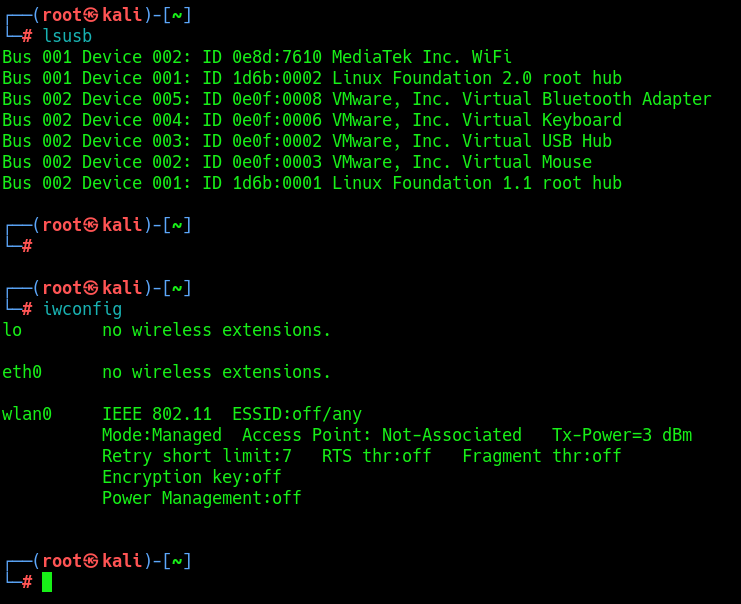 ┌──(root㉿kali)-[~]
└─# lsusb
Bus 001 Device 002: ID 0e8d:7610 MediaTek Inc. WiFi
Bus 001 Device 001: ID 1d6b:0002 Linux Foundation 2.0 root hub
Bus 002 Device 005: ID 0e0f:0008 VMware, Inc. Virtual Bluetooth Adapter
Bus 002 Device 004: ID 0e0f:0006 VMware, Inc. Virtual Keyboard
Bus 002 Device 003: ID 0e0f:0002 VMware, Inc. Virtual USB Hub
Bus 002 Device 002: ID 0e0f:0003 VMware, Inc. Virtual Mouse
Bus 002 Device 001: ID 1d6b:0001 Linux Foundation 1.1 root hub

┌──(root㉿kali)-[~]
└─#

┌──(root㉿kali)-[~]
└─# iwconfig
lo        no wireless extensions.

eth0      no wireless extensions.

wlan0     IEEE 802.11  ESSID:off/any
          Mode:Managed  Access Point: Not-Associated   Tx-Power=3 dBm
          Retry short limit:7   RTS thr:off   Fragment thr:off
          Encryption key:off
          Power Management:off

┌──(root㉿kali)-[~]
└─#